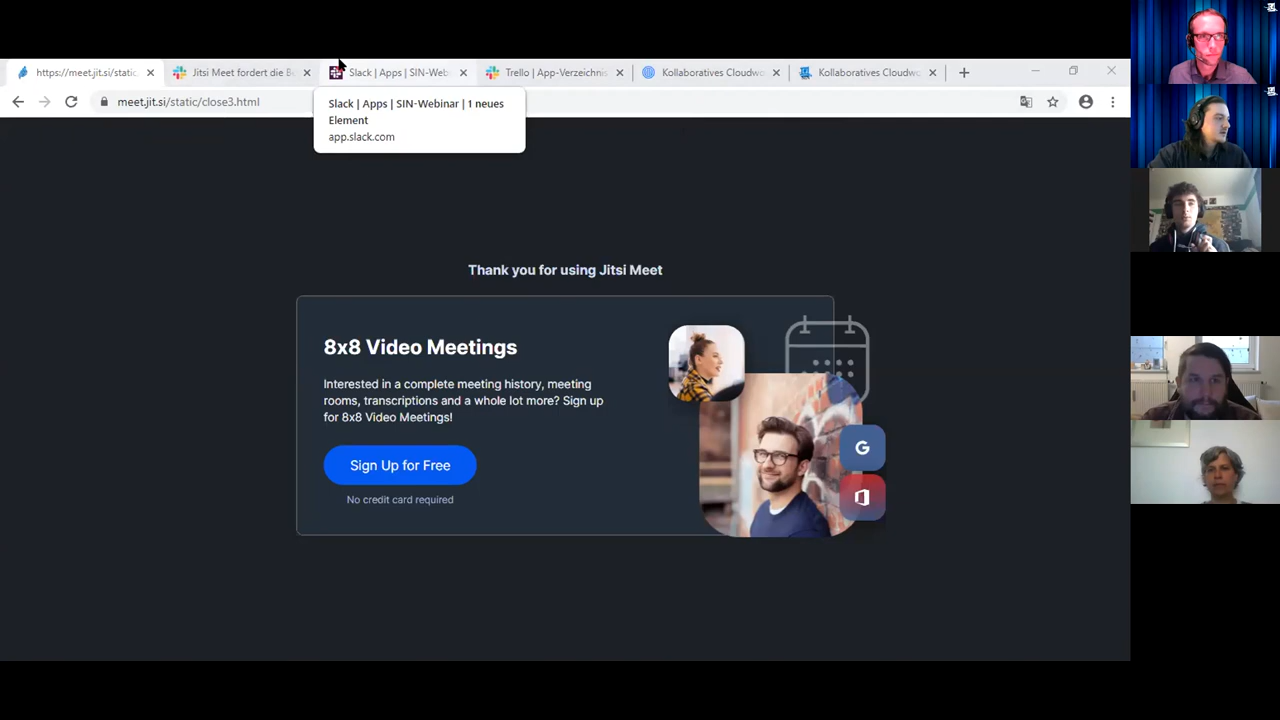 https://meet.jit.si/static
Jitsi Meet fordert die Be
Slack | Apps | SIN-Web
Trello | App-Verzeichnis
Kollaboratives Cloudwo
Kollaboratives Cloudwo
meet.jit.si/static/close3.html
Slack | Apps | SIN-Webinar | 1 neues
Element
app.slack.com
Thank you for using Jitsi Meet
8x8 Video Meetings
Interested in a complete meeting history, meeting
rooms, transcriptions and a whole lot more? Sign up
for 8x8 Video Meetings!
Sign Up for Free
No credit card required
G